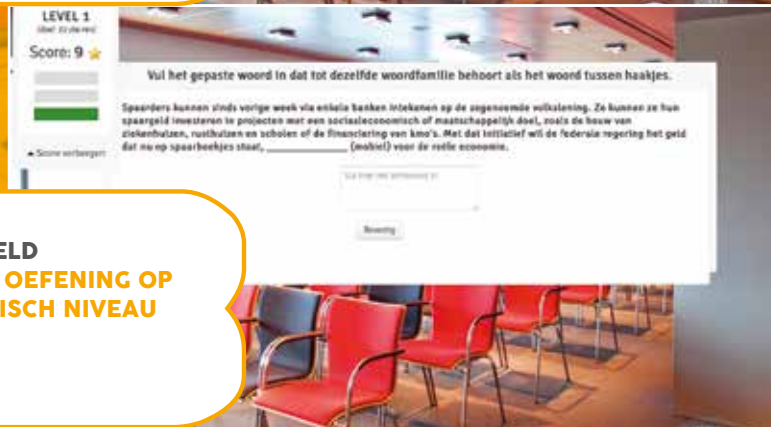 LEVEL 1
Score: 9
Vul het gepaste woord in dat tot dezelfde woordfamilie behoort als het woord tussen haakjes.
Spaarders kunnen sinds vorige week via enkele banken intekenen op de zogenoemde volkslening. Ze kunnen ze hun
spaargeld investeren in projecten met een sociaaleconomisch of maatschappelijk doel, zoals de bouw van
ziekenhuizen, rusthuizen en scholen of de financiering van kmo's. Met dat initiatief wil de federale regering het geld
dat nu op spaarboekjes staat, ____________ (mobiel) voor de reële economie.
Score verbergen
Bevestig
ELD
OEFENING OP
ISCH NIVEAU